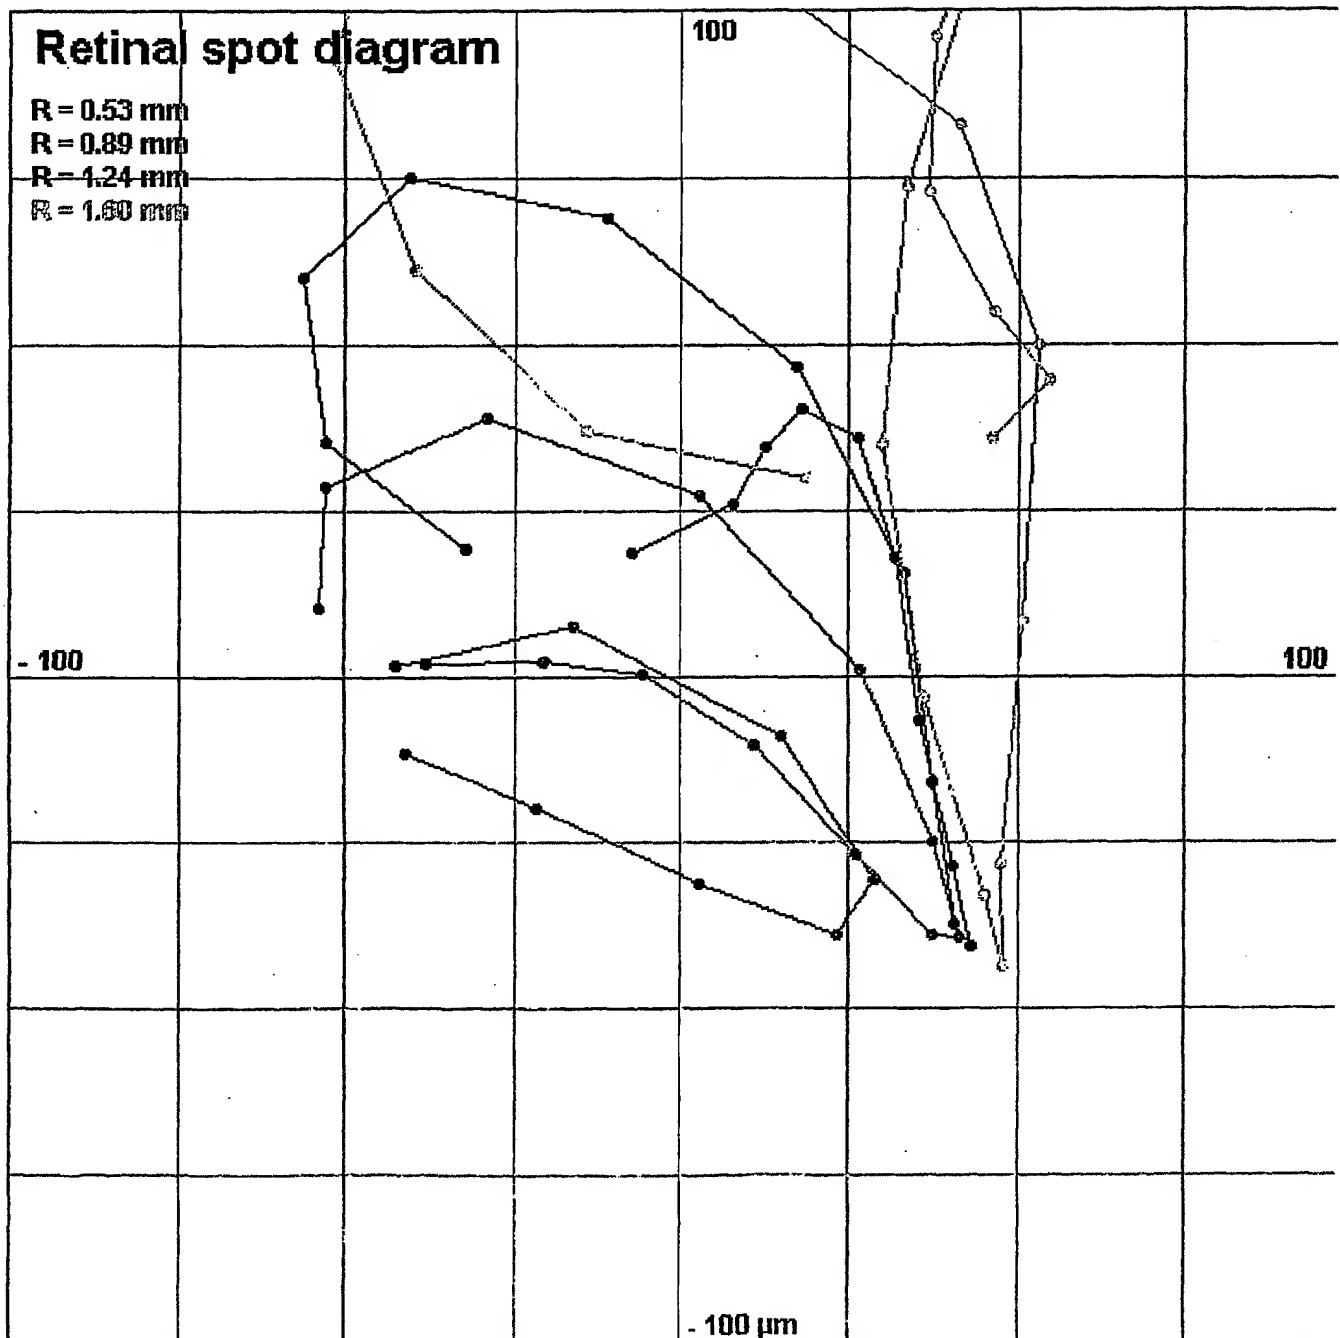 Retinal spot diagram
100
R = 0.53 mm
R = 0.89 mm
R = 1.24 mm
R = 1.60 mm
- 100
100
- 100 µm